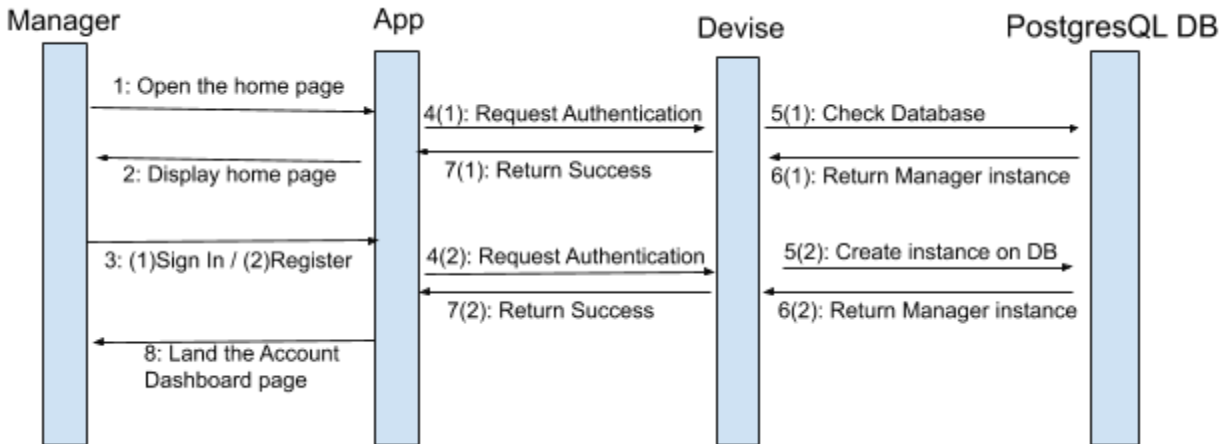 Manager
App
Devise
PostgresQL DB
1: Open the home page
4(1): Request Authentication
5(1): Check Database
2: Display home page
7(1): Return Success
6(1): Return Manager instance
3: (1)Sign In / (2)Register
4(2): Request Authentication
5(2): Create instance on DB
7(2): Return Success
6(2): Return Manager instance
8: Land the Account
Dashboard page